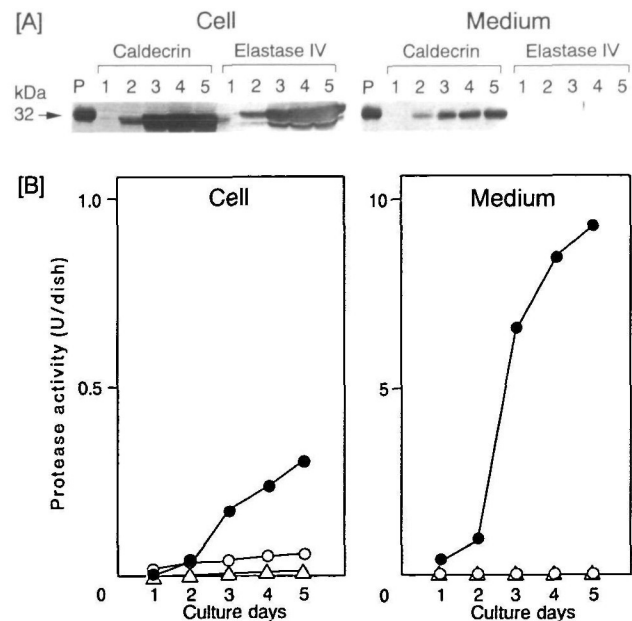 [A] Cell Medium
Caldecrin Elastase IV Caldecrin Elastase IV
kDa P 1 2 3 4 5 1 2 3 4 5 P 1 2 3 4 5 1 2 3 4 5
32
[B]
Cell Medium
Protease activity (U/dish)
1.0 10
0.5 5
0 0
1 2 3 4 5 1 2 3 4 5
Culture days Culture days